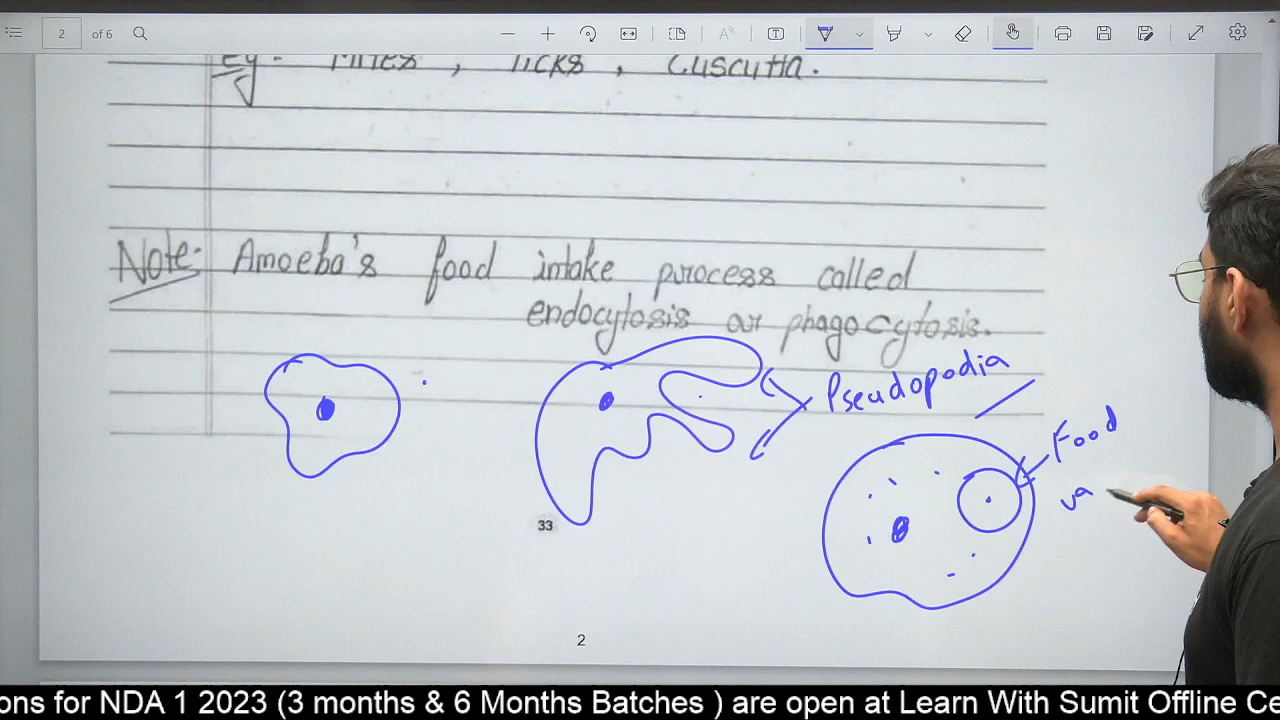 2 of 6
Eg - Mites , Ticks , Cuscutta.
Note:- Amoeba's food intake process called
endocytosis or phagocytosis.
Pseudopodia
Food
va
33
2
ons for NDA 1 2023 (3 months & 6 Months Batches ) are open at Learn With Sumit Offline Ce